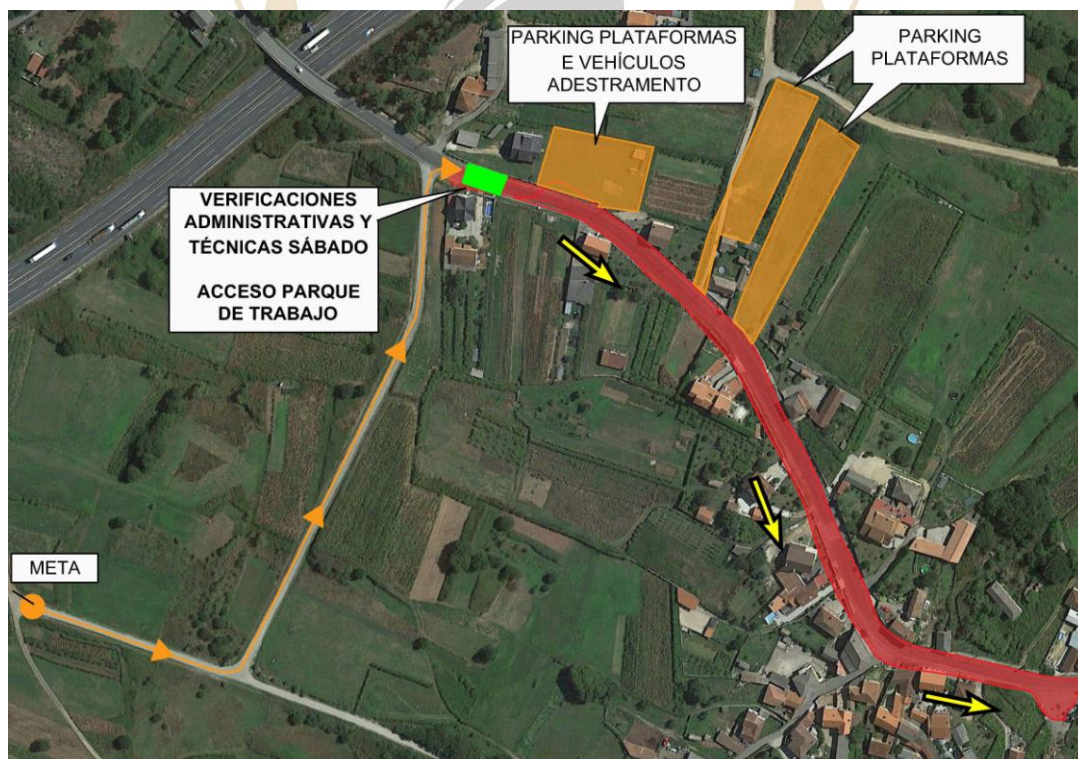 PARKING PLATAFORMAS
E VEHÍCULOS
ADESTRAMENTO
PARKING
PLATAFORMAS
VERIFICACIONES
ADMINISTRATIVAS Y
TÉCNICAS SÁBADO
ACCESO PARQUE
DE TRABAJO
META